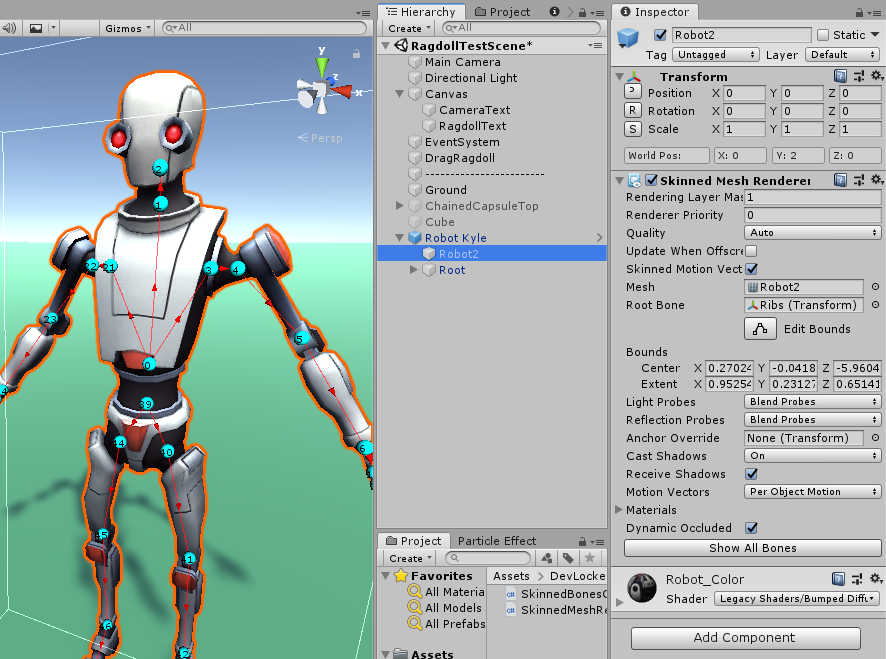 Gizmos All
y
z
x
Persp
2
1
22 21 3 4
23
5
0
39
44 40
6
45
41
46
Hierarchy Project
Create All
RagdollTestScene*
Main Camera
Directional Light
Canvas
CameraText
RagdollText
EventSystem
DragRagdoll
------------------------
Ground
ChainedCapsuleTop
Cube
Robot Kyle
Robot2
Root
Project Particle Effect
Create
Favorites
All Materia
All Models
All Prefabs
Assets
Assets > DevLocke
SkinnedBonesC
SkinnedMeshRe
Inspector
Robot2 Static
Tag Untagged Layer Default
Transform
P Position X 0 Y 0 Z 0
R Rotation X 0 Y 0 Z 0
S Scale X 1 Y 1 Z 1
World Pos: X: 0 Y: 2 Z: 0
Skinned Mesh Renderer
Rendering Layer Mas 1
Renderer Priority 0
Quality Auto
Update When Offscre
Skinned Motion Vect
Mesh Robot2
Root Bone Ribs (Transform)
Edit Bounds
Bounds
Center X 0.27024 Y -0.0418 Z -5.9604
Extent X 0.95254 Y 0.23127 Z 0.65141
Light Probes Blend Probes
Reflection Probes Blend Probes
Anchor Override None (Transform)
Cast Shadows On
Receive Shadows
Motion Vectors Per Object Motion
Materials
Dynamic Occluded
Show All Bones
Robot_Color
Shader Legacy Shaders/Bumped Diffu
Add Component